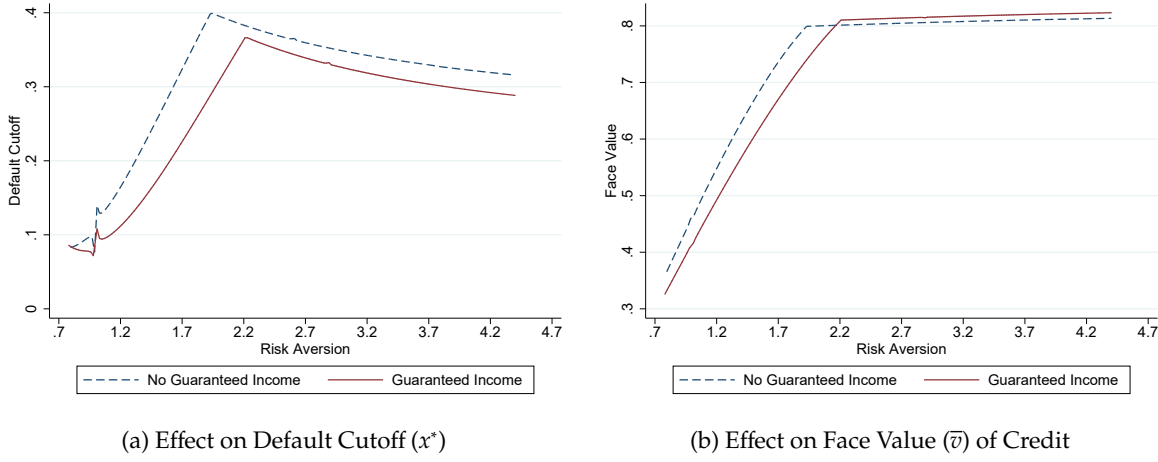 .4
.3
.2
.1
0
Default Cutoff
.7 1.2 1.7 2.2 2.7 3.2 3.7 4.2 4.7
Risk Aversion
No Guaranteed Income Guaranteed Income
(a) Effect on Default Cutoff (x*)
.8
.7
.6
.5
.4
.3
Face Value
.7 1.2 1.7 2.2 2.7 3.2 3.7 4.2 4.7
Risk Aversion
No Guaranteed Income Guaranteed Income
(b) Effect on Face Value (v̅) of Credit